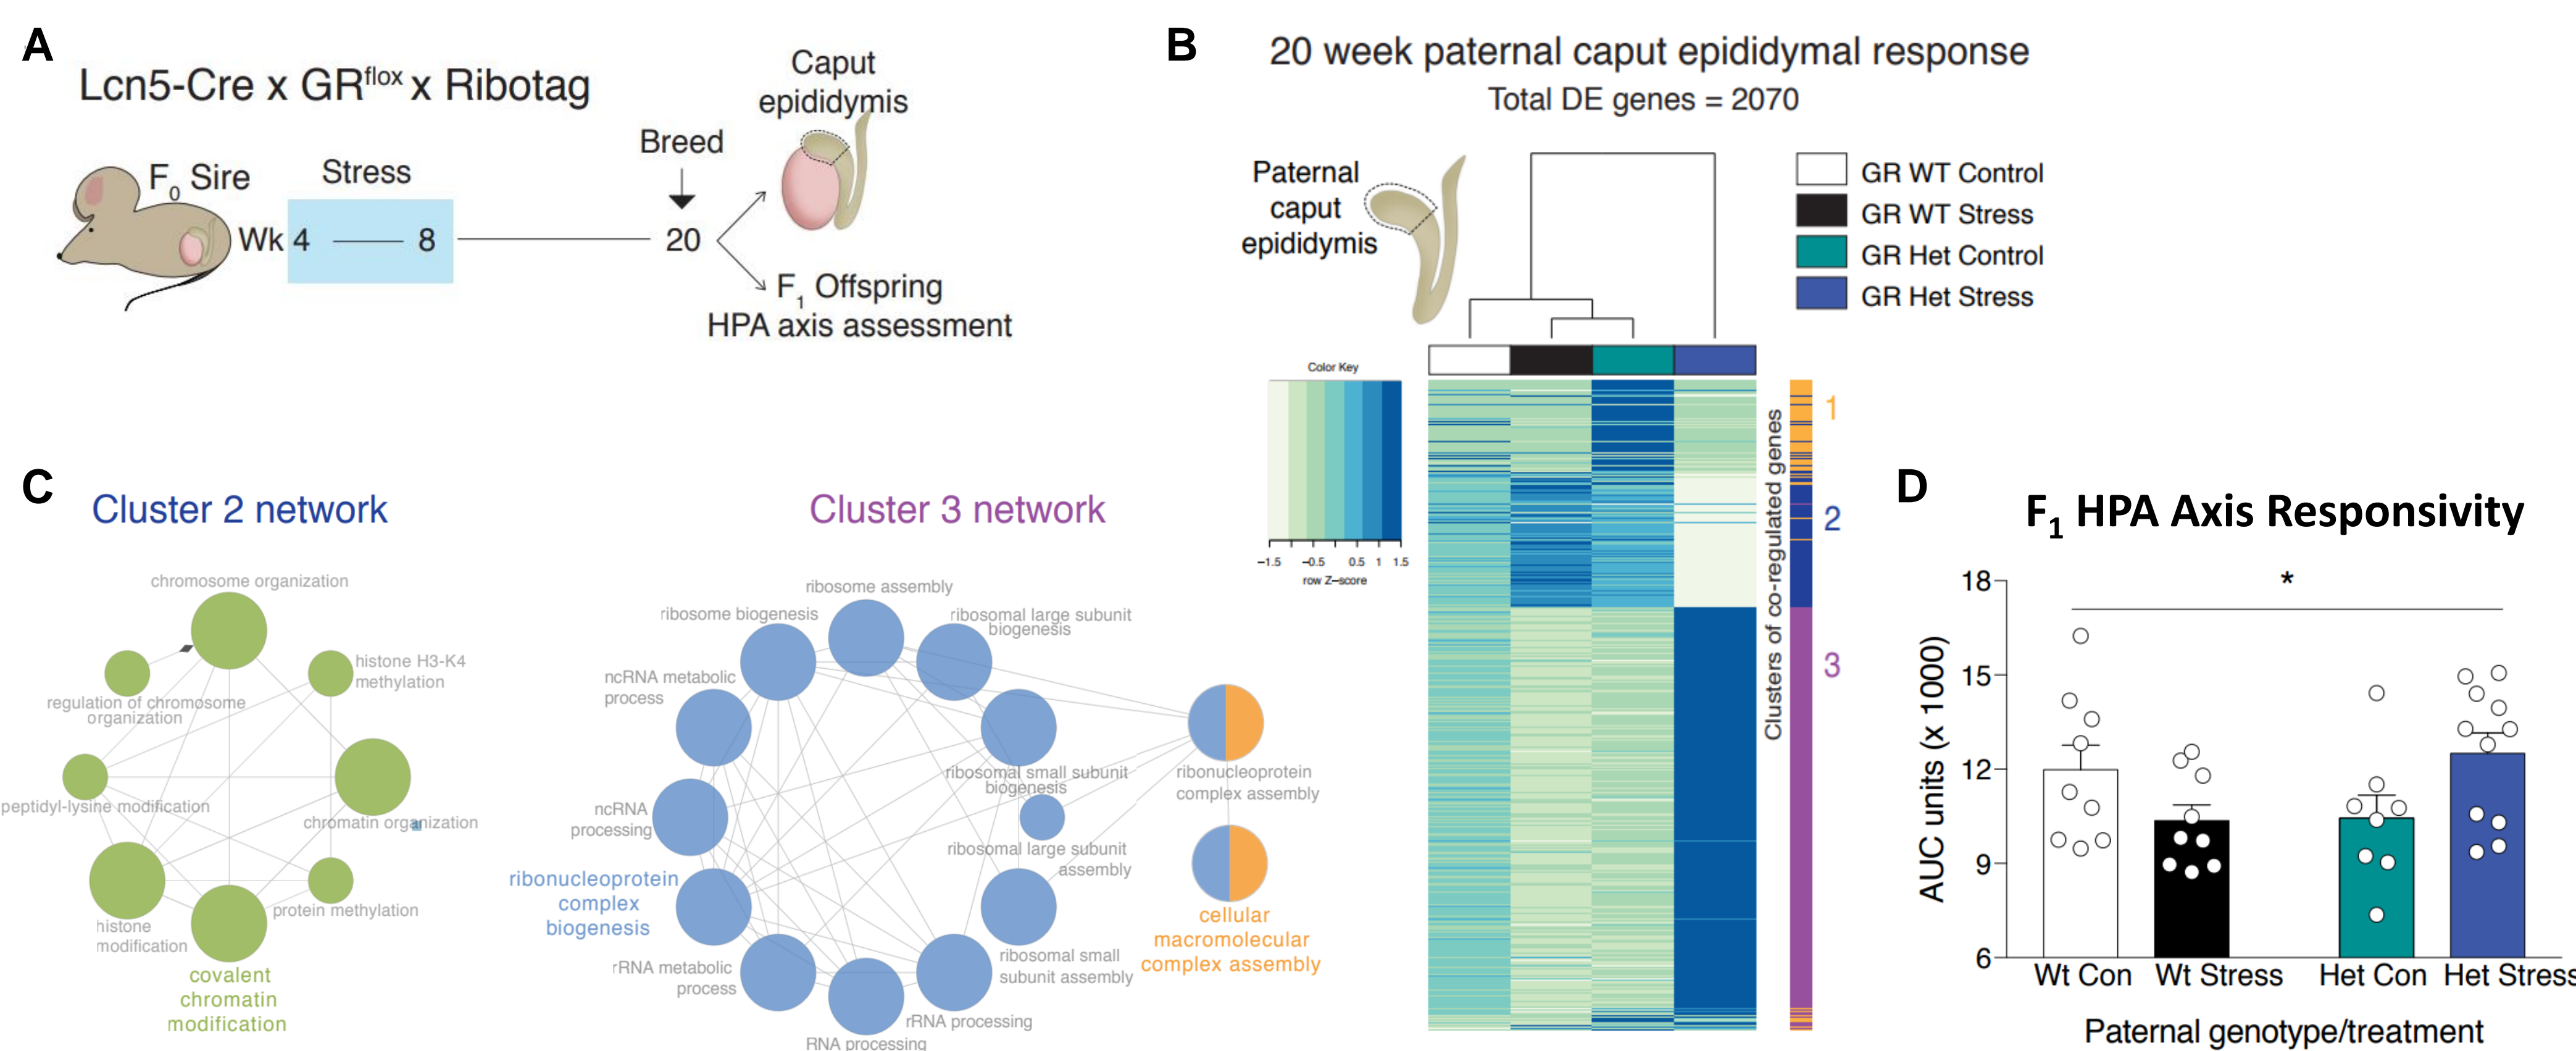 A
Lcn5-Cre x GRflox x Ribotag
F0 Sire
Stress
Wk 4
8
Breed
20
Caput
epididymis
F1 Offspring
HPA axis assessment
B
20 week paternal caput epididymal response
Total DE genes = 2070
Paternal
caput
epididymis
GR WT Control
GR WT Stress
GR Het Control
GR Het Stress
Color Key
−1.5 −0.5 0.5 1 1.5
row Z−score
Clusters of co-regulated genes
1
2
3
C
Cluster 2 network
chromosome organization
histone H3-K4
methylation
regulation of chromosome
organization
peptidyl-lysine modification
chromatin organization
protein methylation
histone
modification
covalent
chromatin
modification
Cluster 3 network
ribosome assembly
ribosome biogenesis
ribosomal large subunit
biogenesis
ncRNA metabolic
process
ribosomal small subunit
biogenesis
ribonucleoprotein
complex assembly
ncRNA
processing
ribosomal large subunit
assembly
ribonucleoprotein
complex
biogenesis
cellular
macromolecular
complex assembly
rRNA metabolic
process
ribosomal small
subunit assembly
rRNA processing
RNA processing
D
F1 HPA Axis Responsivity
*
AUC units (x 1000)
18
15
12
9
6
Wt Con Wt Stress Het Con Het Stress
Paternal genotype/treatment